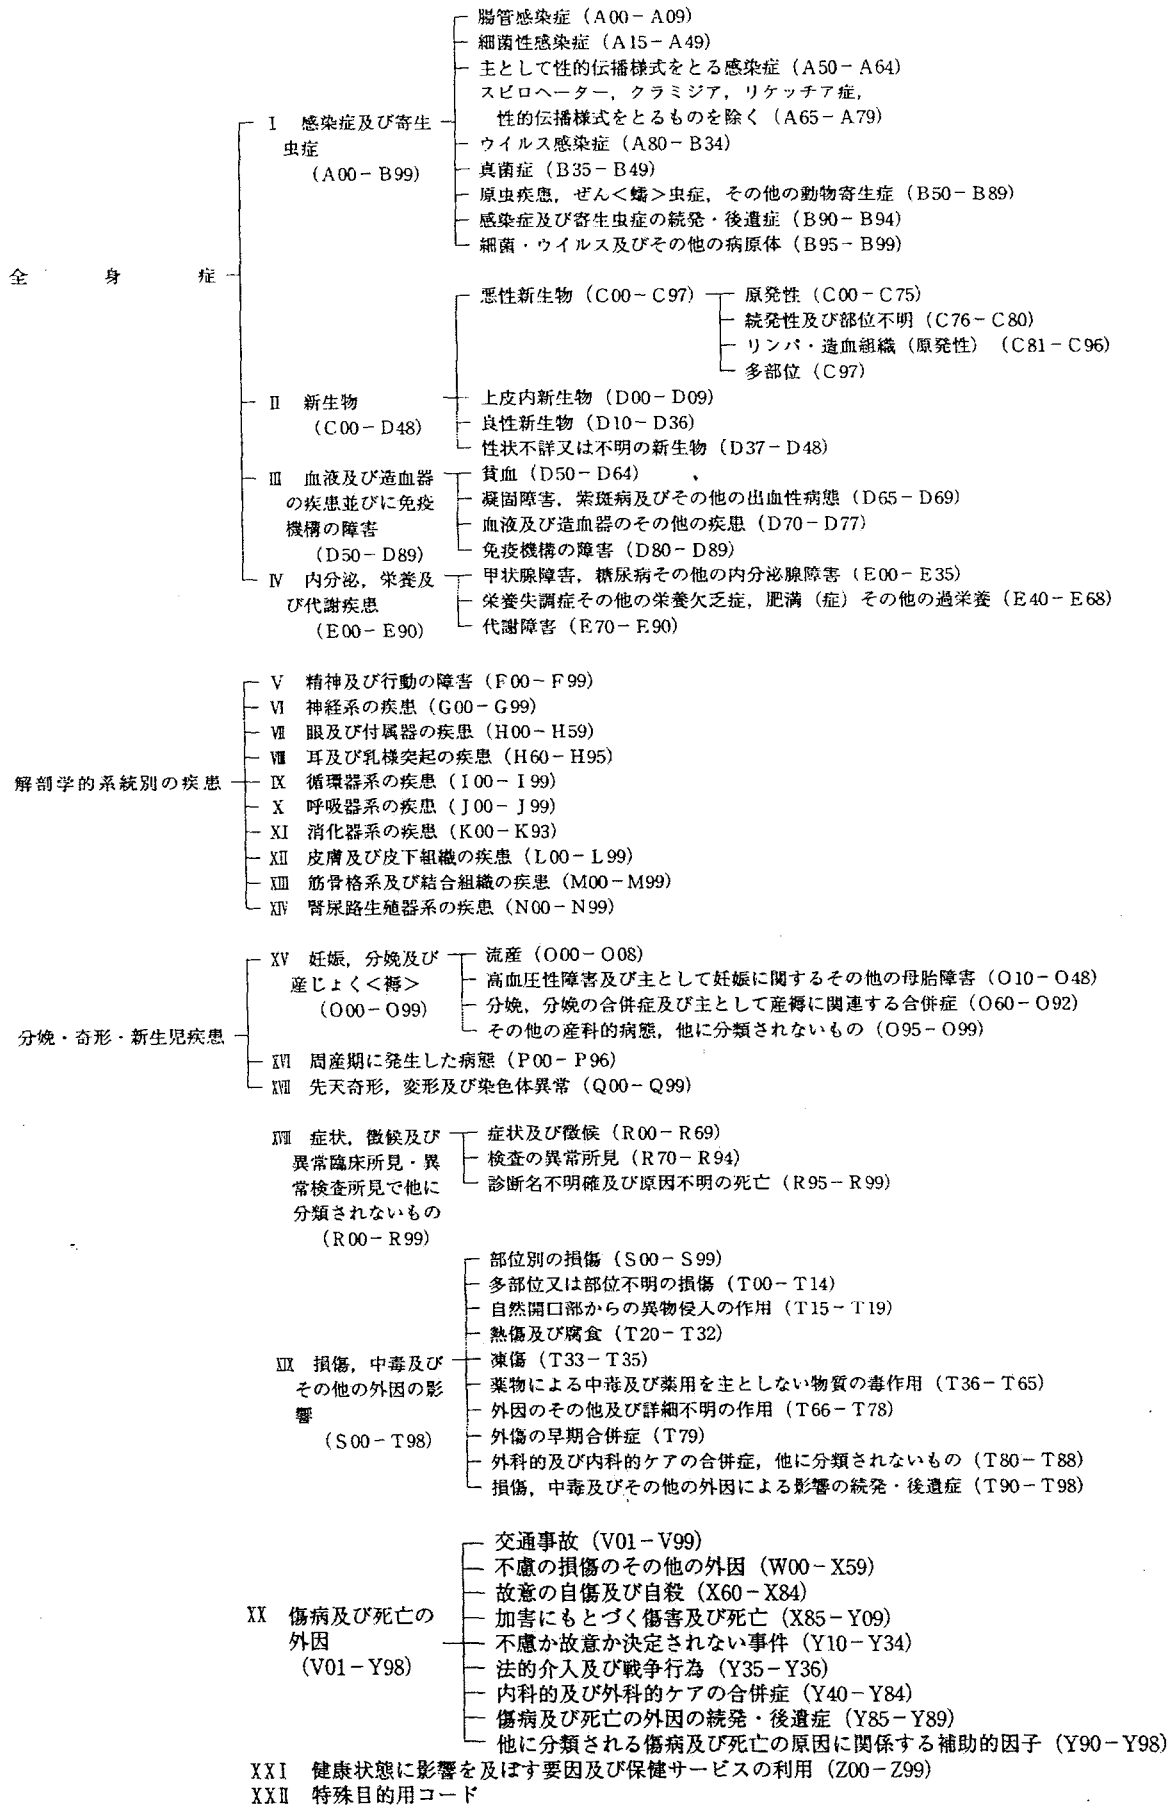 腸管感染症 (A00-A09)
細菌性感染症 (A15-A49)
主として性的伝播様式をとる感染症 (A50-A64)
スピロヘーター，クラミジア，リケッチア症，
性的伝播様式をとるものを除く (A65-A79)
I 感染症及び寄生
虫症
(A00-B99)
ウイルス感染症 (A80-B34)
真菌症 (B35-B49)
原虫疾患，ぜん<蠕>虫症，その他の動物寄生症 (B50-B89)
感染症及び寄生虫症の続発・後遺症 (B90-B94)
細菌・ウイルス及びその他の病原体 (B95-B99)
全身症
悪性新生物 (C00-C97)
原発性 (C00-C75)
続発性及び部位不明 (C76-C80)
リンパ・造血組織 (原発性) (C81-C96)
多部位 (C97)
II 新生物
(C00-D48)
上皮内新生物 (D00-D09)
良性新生物 (D10-D36)
性状不詳又は不明の新生物 (D37-D48)
III 血液及び造血器
の疾患並びに免疫
機構の障害
(D50-D89)
貧血 (D50-D64)
凝固障害，紫斑病及びその他の出血性病態 (D65-D69)
血液及び造血器のその他の疾患 (D70-D77)
免疫機構の障害 (D80-D89)
IV 内分泌，栄養及
び代謝疾患
(E00-E90)
甲状腺障害，糖尿病その他の内分泌腺障害 (E00-E35)
栄養失調症その他の栄養欠乏症，肥満 (症) その他の過栄養 (E40-E68)
代謝障害 (E70-E90)
解剖学的系統別の疾患
V 精神及び行動の障害 (F00-F99)
VI 神経系の疾患 (G00-G99)
VII 眼及び付属器の疾患 (H00-H59)
VIII 耳及び乳様突起の疾患 (H60-H95)
IX 循環器系の疾患 (I00-I99)
X 呼吸器系の疾患 (J00-J99)
XI 消化器系の疾患 (K00-K93)
XII 皮膚及び皮下組織の疾患 (L00-L99)
XIII 筋骨格系及び結合組織の疾患 (M00-M99)
XIV 腎尿路生殖器系の疾患 (N00-N99)
分娩・奇形・新生児疾患
XV 妊娠，分娩及び
産じょく<褥>
(O00-O99)
流産 (O00-O08)
高血圧性障害及び主として妊娠に関するその他の母胎障害 (O10-O48)
分娩，分娩の合併症及び主として産褥に関連する合併症 (O60-O92)
その他の産科的病態，他に分類されないもの (O95-O99)
XVI 周産期に発生した病態 (P00-P96)
XVII 先天奇形，変形及び染色体異常 (Q00-Q99)
XVIII 症状，徴候及び
異常臨床所見・異
常検査所見で他に
分類されないもの
(R00-R99)
症状及び徴候 (R00-R69)
検査の異常所見 (R70-R94)
診断名不明確及び原因不明の死亡 (R95-R99)
XIX 損傷，中毒及び
その他の外因の影
響
(S00-T98)
部位別の損傷 (S00-S99)
多部位又は部位不明の損傷 (T00-T14)
自然開口部からの異物侵入の作用 (T15-T19)
熱傷及び腐食 (T20-T32)
凍傷 (T33-T35)
薬物による中毒及び薬用を主としない物質の毒作用 (T36-T65)
外因のその他及び詳細不明の作用 (T66-T78)
外傷の早期合併症 (T79)
外科的及び内科的ケアの合併症，他に分類されないもの (T80-T88)
損傷，中毒及びその他の外因による影響の続発・後遺症 (T90-T98)
XX 傷病及び死亡の
外因
(V01-Y98)
交通事故 (V01-V99)
不慮の損傷のその他の外因 (W00-X59)
故意の自傷及び自殺 (X60-X84)
加害にもとづく傷害及び死亡 (X85-Y09)
不慮か故意か決定されない事件 (Y10-Y34)
法的介入及び戦争行為 (Y35-Y36)
内科的及び外科的ケアの合併症 (Y40-Y84)
傷病及び死亡の外因の続発・後遺症 (Y85-Y89)
他に分類される傷病及び死亡の原因に関係する補助的因子 (Y90-Y98)
XXI 健康状態に影響を及ぼす要因及び保健サービスの利用 (Z00-Z99)
XXII 特殊目的用コード